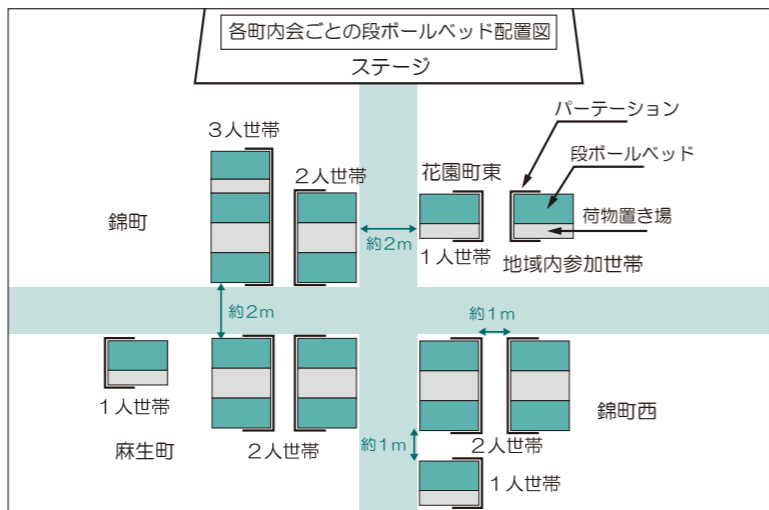 各町内会ごとの段ボールベッド配置図
ステージ
パーテーション
3人世帯
段ボールベッド
2人世帯
花園町東
錦町
荷物置き場
約2m
1人世帯
地域内参加世帯
約2m
約1m
1人世帯
錦町西
麻生町
2人世帯
約1m
2人世帯
1人世帯